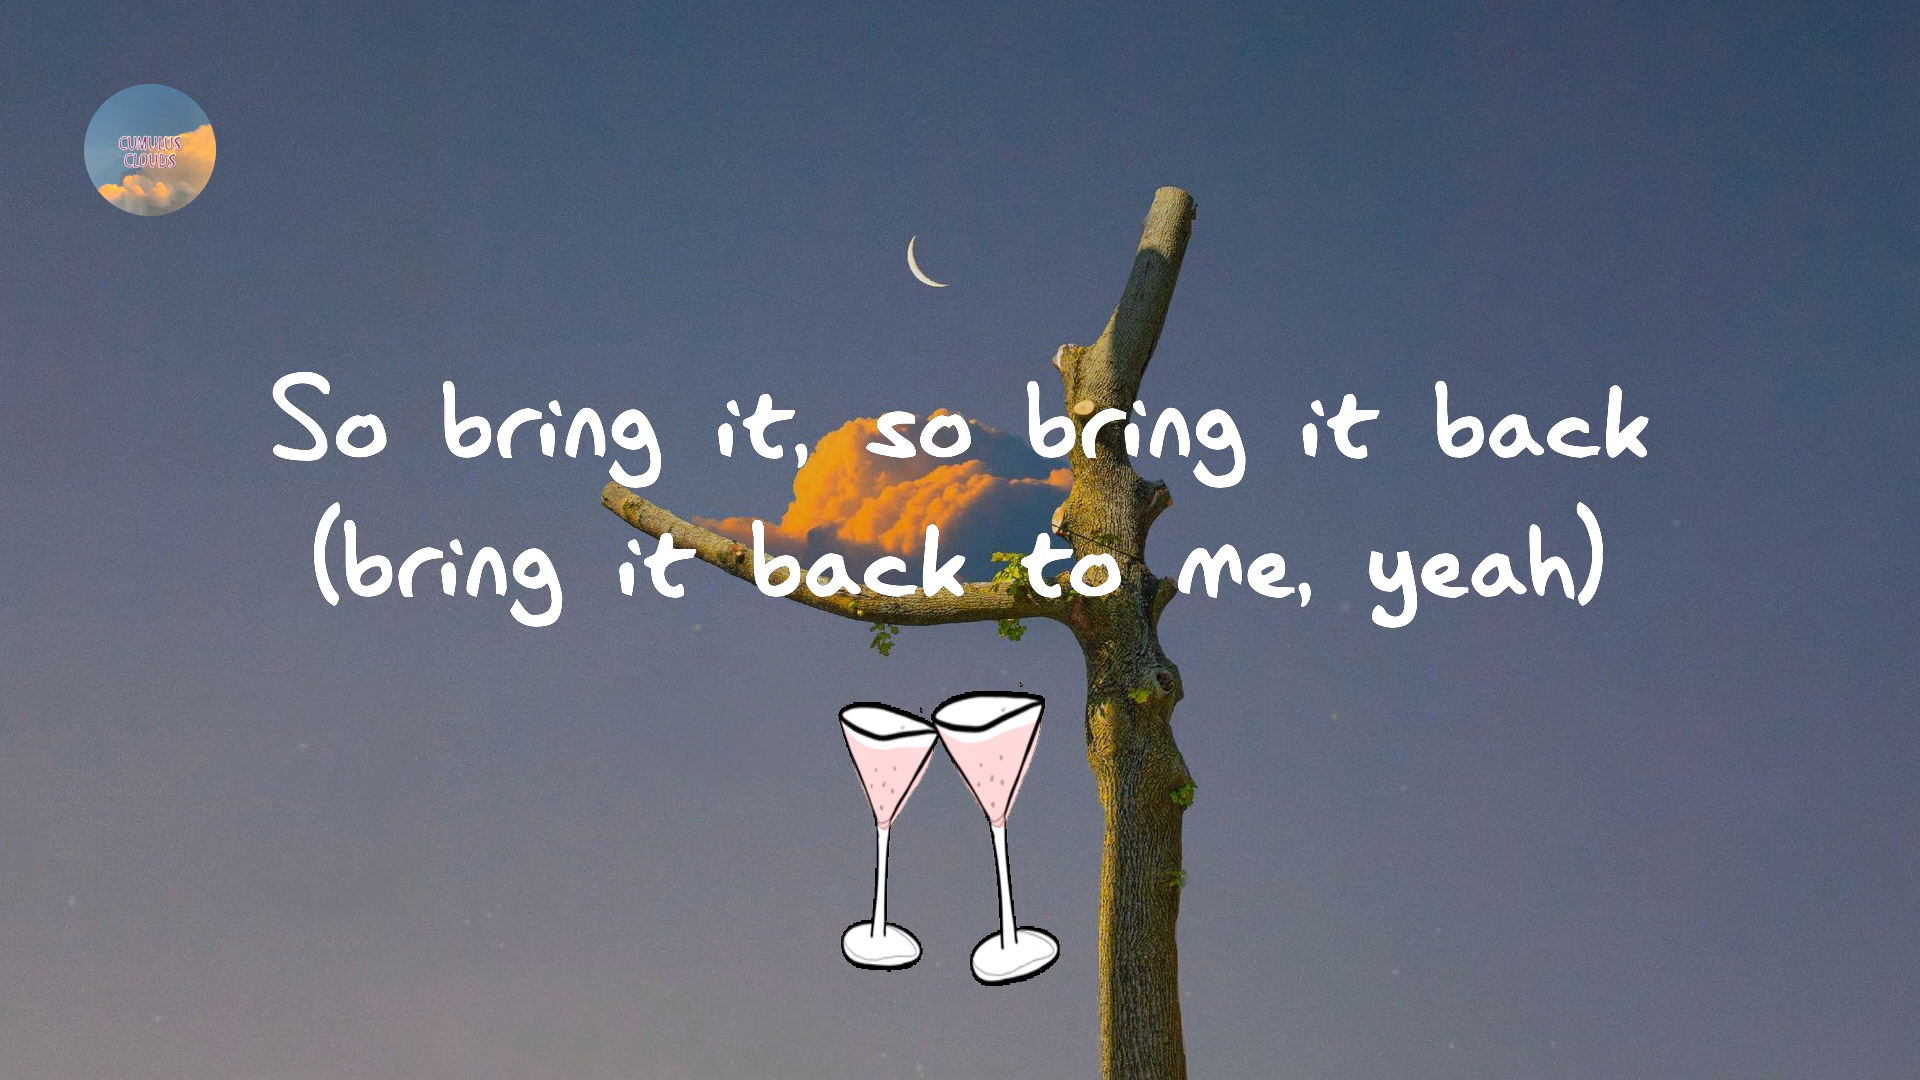 CUMULUS
CLOUDS
So bring it, so bring it back
(bring it back to me, yeah)